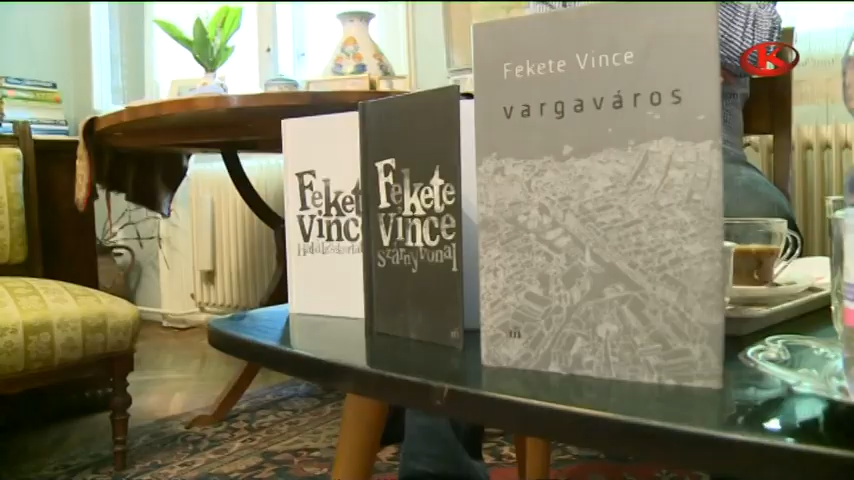 Fekete Vince
vargaváros
Fekete
Vince
szárnyvonal
Fekete
Vince
K